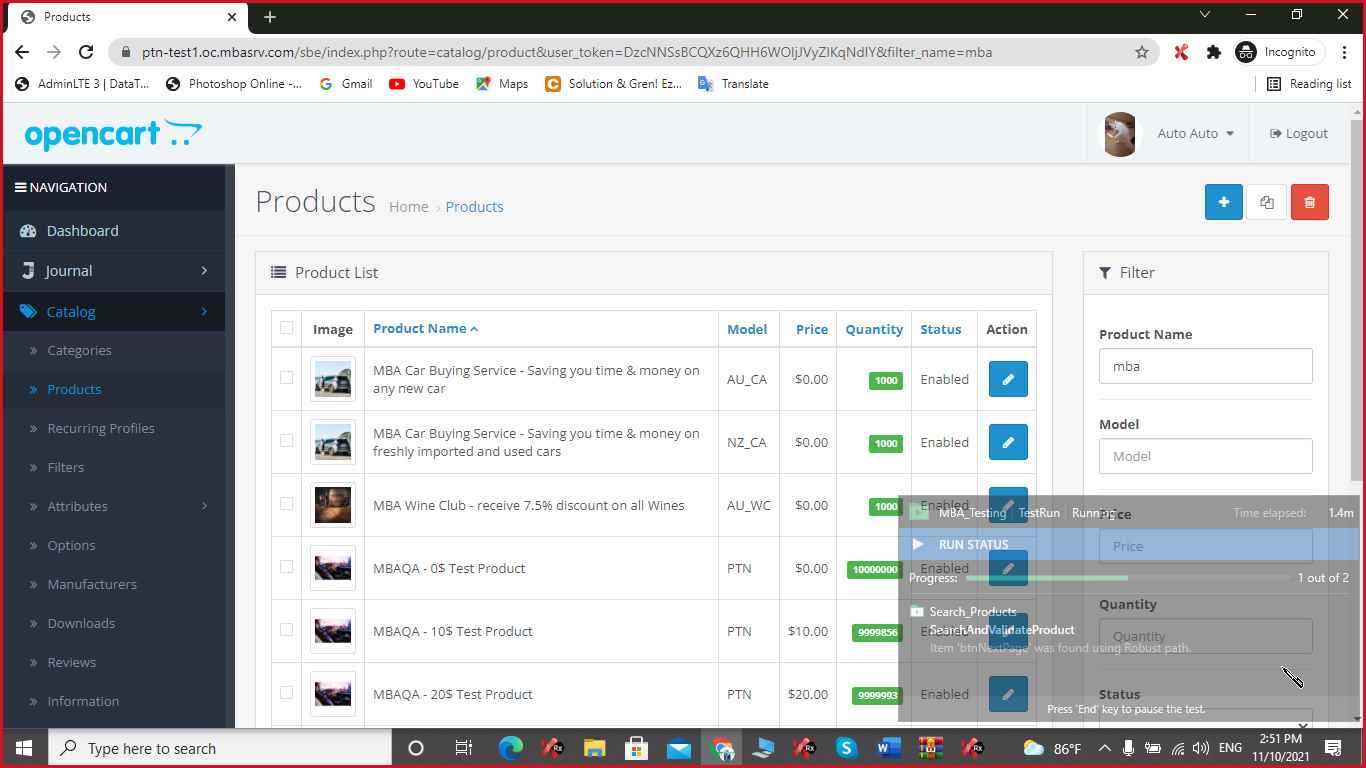 Products
ptn-test1.oc.mbasrv.com/sbe/index.php?route=catalog/product&user_token=DzcNNSsBCQXz6QHH6WOIjJVyZlKqNdIY&filter_name=mba
Incognito
AdminLTE 3 | DataT...
Photoshop Online -...
Gmail
YouTube
Maps
Solution & Gren! Ez...
Translate
Reading list
opencart
Auto Auto
Logout
NAVIGATION
Dashboard
Journal
Catalog
Categories
Products
Recurring Profiles
Filters
Attributes
Options
Manufacturers
Downloads
Reviews
Information
Products
Home › Products
Product List
Image Product Name Model Price Quantity Status Action
MBA Car Buying Service - Saving you time & money on
any new car
AU_CA $0.00 1000 Enabled
MBA Car Buying Service - Saving you time & money on
freshly imported and used cars
NZ_CA $0.00 1000 Enabled
MBA Wine Club - receive 7.5% discount on all Wines AU_WC $0.00 1000 Enabled
MBAQA - 0$ Test Product PTN $0.00 10000000 Enabled
MBAQA - 10$ Test Product PTN $10.00 9999856 Enabled
MBAQA - 20$ Test Product PTN $20.00 9999993 Enabled
Filter
Product Name
mba
Model
Model
Price
Price
Quantity
Quantity
Status
MBA_Testing TestRun Running Time elapsed: 1.4m
RUN STATUS
Progress: 1 out of 2
Search_Products
SearchAndValidateProduct
Item 'btnNextPage' was found using Robust path.
Press 'End' key to pause the test.
Type here to search
86°F
ENG
2:51 PM
11/10/2021